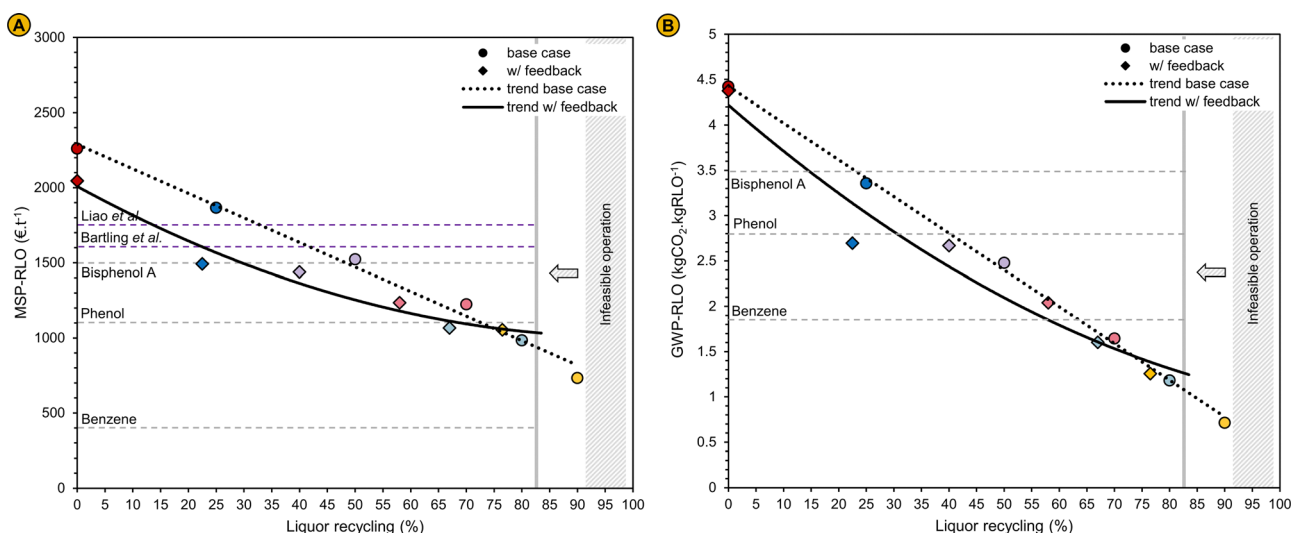 A
MSP-RLO (€.t⁻¹)
3000
2500
2000
1500
1000
500
0
base case
w/ feedback
trend base case
trend w/ feedback
Liao et al.
Bartling et al.
Bisphenol A
Phenol
Benzene
Infeasible operation
0 5 10 15 20 25 30 35 40 45 50 55 60 65 70 75 80 85 90 95 100
Liquor recycling (%)
B
GWP-RLO (kgCO₂.kgRLO⁻¹)
5
4.5
4
3.5
3
2.5
2
1.5
1
0.5
0
base case
w/ feedback
trend base case
trend w/ feedback
Bisphenol A
Phenol
Benzene
Infeasible operation
0 5 10 15 20 25 30 35 40 45 50 55 60 65 70 75 80 85 90 95 100
Liquor recycling (%)